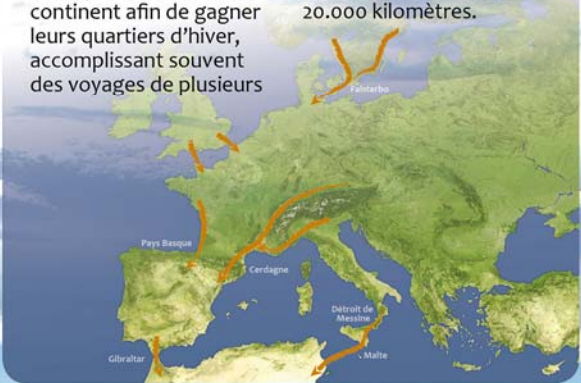 continent afin de gagner
leurs quartiers d'hiver,
accomplissant souvent
des voyages de plusieurs
20.000 kilomètres.
Falsterbo
Pays Basque
Cerdagne
Détroit de
Messine
Malte
Gibraltar